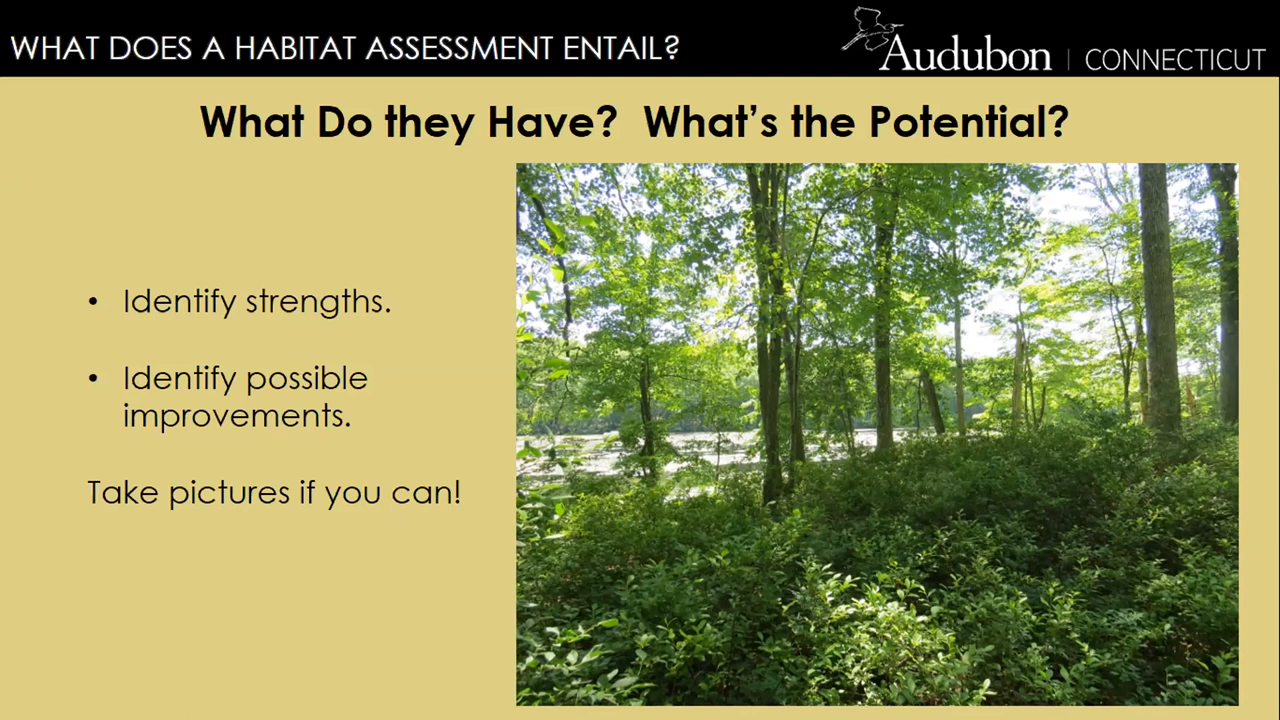 WHAT DOES A HABITAT ASSESSMENT ENTAIL?
Audubon | CONNECTICUT
What Do they Have?  What's the Potential?
• Identify strengths.
• Identify possible
improvements.
Take pictures if you can!